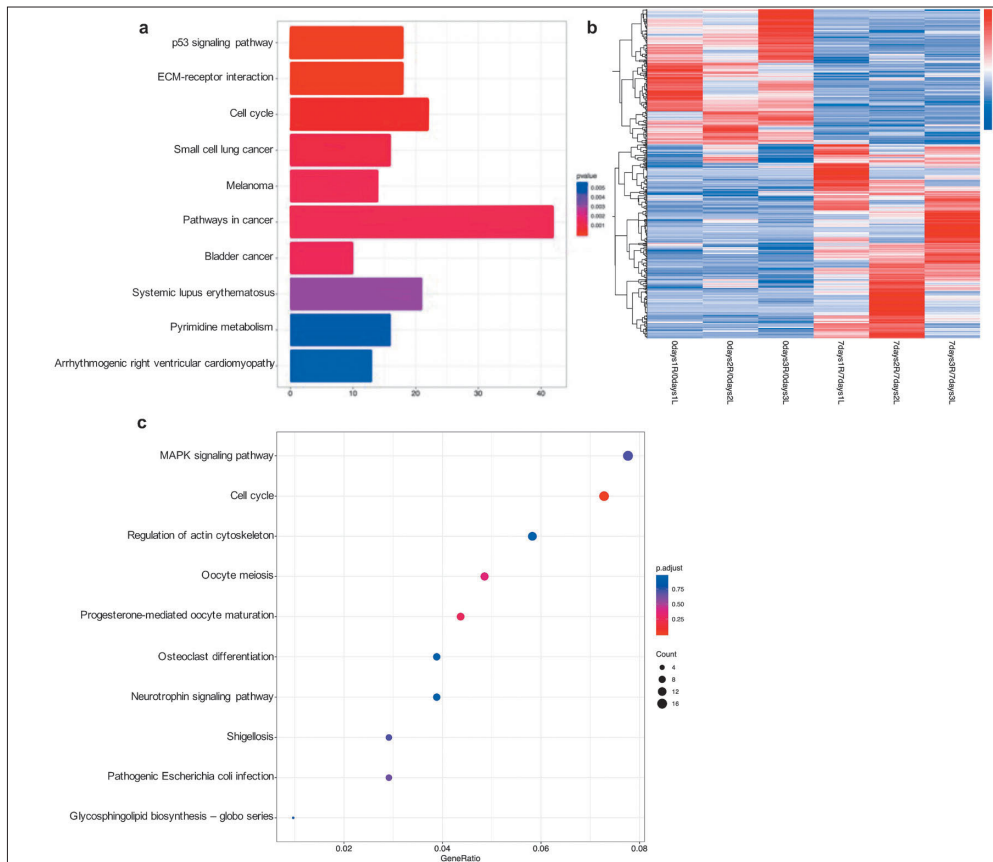 a
p53 signaling pathway
ECM-receptor interaction
Cell cycle
Small cell lung cancer
Melanoma
Pathways in cancer
Bladder cancer
Systemic lupus erythematosus
Pyrimidine metabolism
Arrhythmogenic right ventricular cardiomyopathy
0
10
20
30
40
pvalue
0.005
0.004
0.003
0.002
0.001
b
0days1R/0days1L
0days2R/0days2L
0days3R/0days3L
7days1R/7days1L
7days2R/7days2L
7days3R/7days3L
c
MAPK signaling pathway
Cell cycle
Regulation of actin cytoskeleton
Oocyte meiosis
Progesterone-mediated oocyte maturation
Osteoclast differentiation
Neurotrophin signaling pathway
Shigellosis
Pathogenic Escherichia coli infection
Glycosphingolipid biosynthesis – globo series
0.02
0.04
0.06
0.08
GeneRatio
p.adjust
0.75
0.50
0.25
Count
4
8
12
16